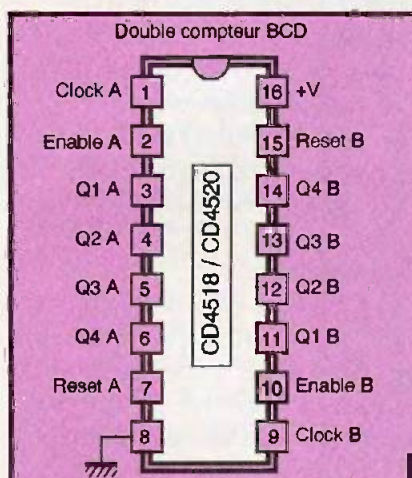 Double compteur BCD
Clock A 1 16 +V
Enable A 2 15 Reset B
Q1 A 3 14 Q4 B
Q2 A 4 13 Q3 B
Q3 A 5 12 Q2 B
Q4 A 6 11 Q1 B
Reset A 7 10 Enable B
8 9 Clock B
CD4518 / CD4520